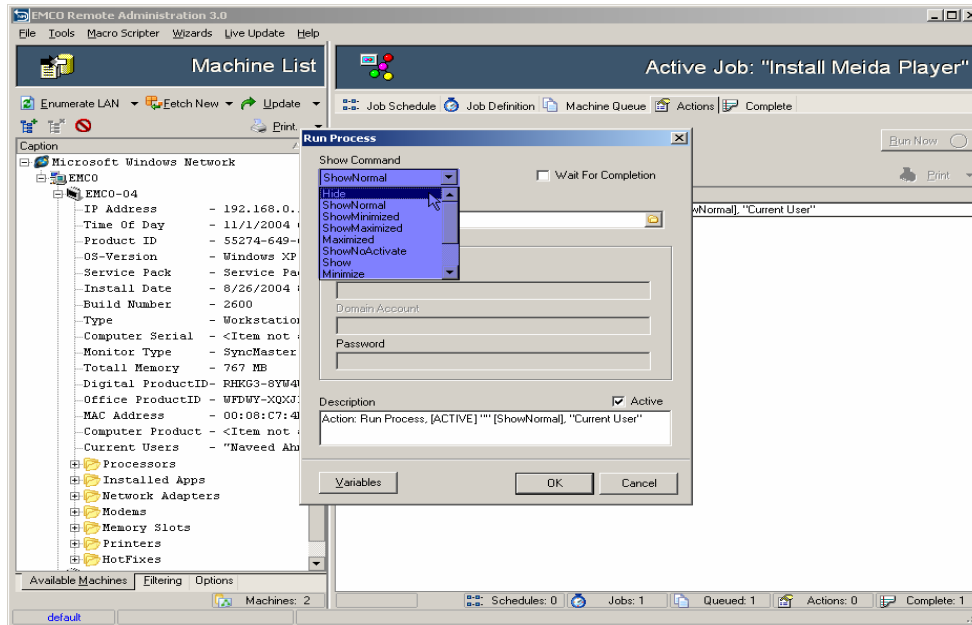 EMCO Remote Administration 3.0
File Tools Macro Scripter Wizards Live Update Help
Machine List
Active Job: "Install Meida Player"
Enumerate LAN Fetch New Update
Print.
Job Schedule Job Definition Machine Queue Actions Complete
Run Now
Print
Caption
Microsoft Windows Network
EMCO
EMCO-04
IP Address - 192.168.0..
Time Of Day - 11/1/2004
Product ID - 55274-649-
OS-Version - Windows XP
Service Pack - Service Pa
Install Date - 8/26/2004
Build Number - 2600
Type - Workstation
Computer Serial - <Item not
Monitor Type - SyncMaster
Totall Memory - 767 MB
Digital ProductID- RHKG3-8YW4
Office ProductID - WFDWY-XQXJ
MAC Address - 00:08:C7:4
Computer Product - <Item not
Current Users - "Naveed Ah
Processors
Installed Apps
Network Adapters
Modems
Memory Slots
Printers
HotFixes
Available Machines Filtering Options
Machines: 2
default
Run Process
Show Command
ShowNormal
Wait For Completion
Hide
ShowNormal
ShowMinimized
ShowMaximized
Maximized
ShowNoActivate
Show
Minimize
Domain Account
Password
Description
Active
Action: Run Process, [ACTIVE] "" [ShowNormal], "Current User"
Variables OK Cancel
wNormal], "Current User"
Schedules: 0 Jobs: 1 Queued: 1 Actions: 0 Complete: 1